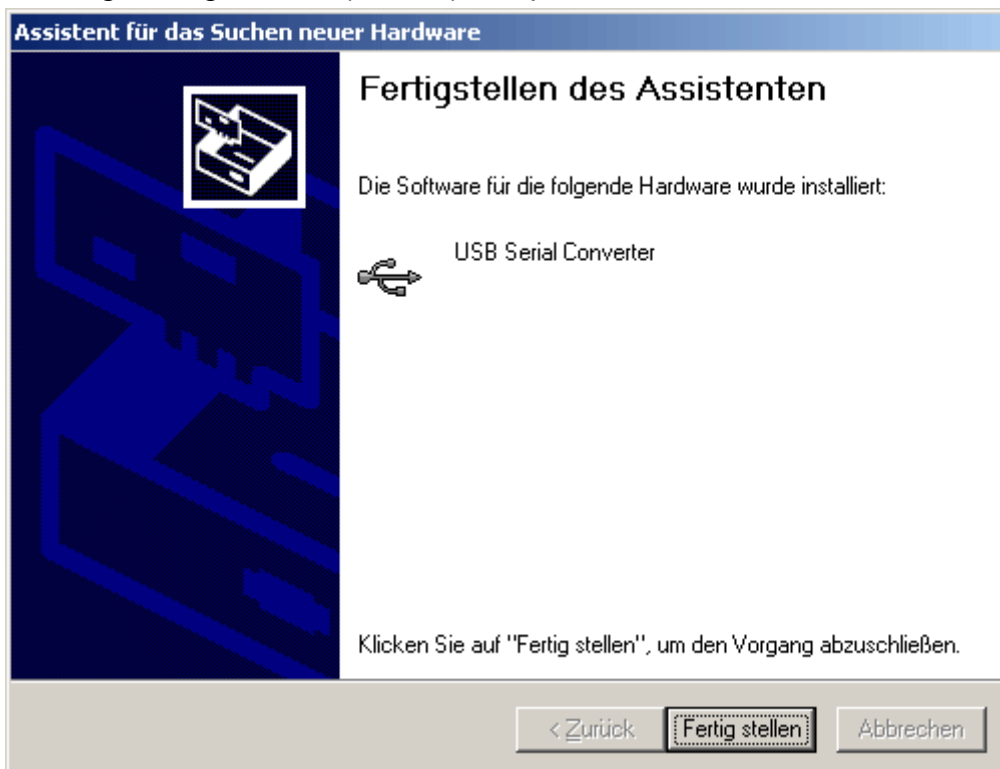 Assistent für das Suchen neuer Hardware
Fertigstellen des Assistenten
Die Software für die folgende Hardware wurde installiert:
USB Serial Converter
Klicken Sie auf "Fertig stellen", um den Vorgang abzuschließen.
< Zurück Fertig stellen Abbrechen